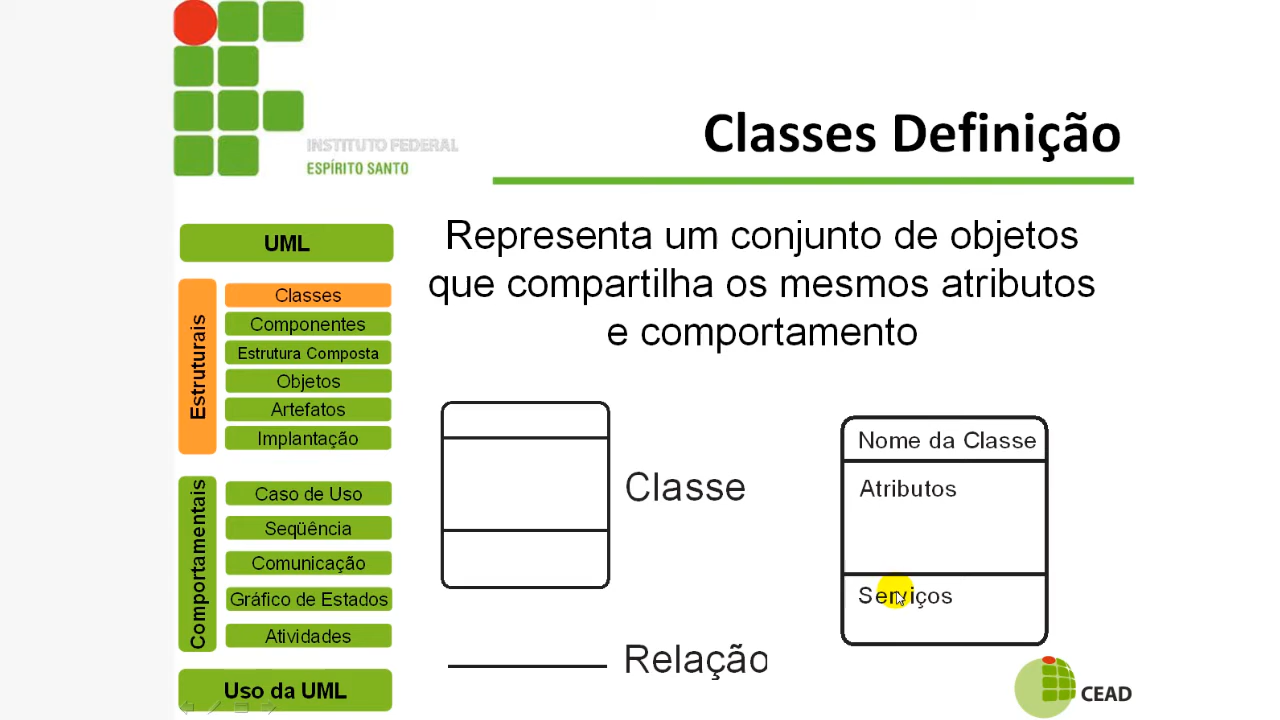 INSTITUTO FEDERAL
ESPÍRITO SANTO
Classes Definição
UML
Estruturais
Classes
Componentes
Estrutura Composta
Objetos
Artefatos
Implantação
Comportamentais
Caso de Uso
Seqüência
Comunicação
Gráfico de Estados
Atividades
Uso da UML
Representa um conjunto de objetos
que compartilha os mesmos atributos
e comportamento
Classe
Relação
Nome da Classe
Atributos
Serviços
CEAD